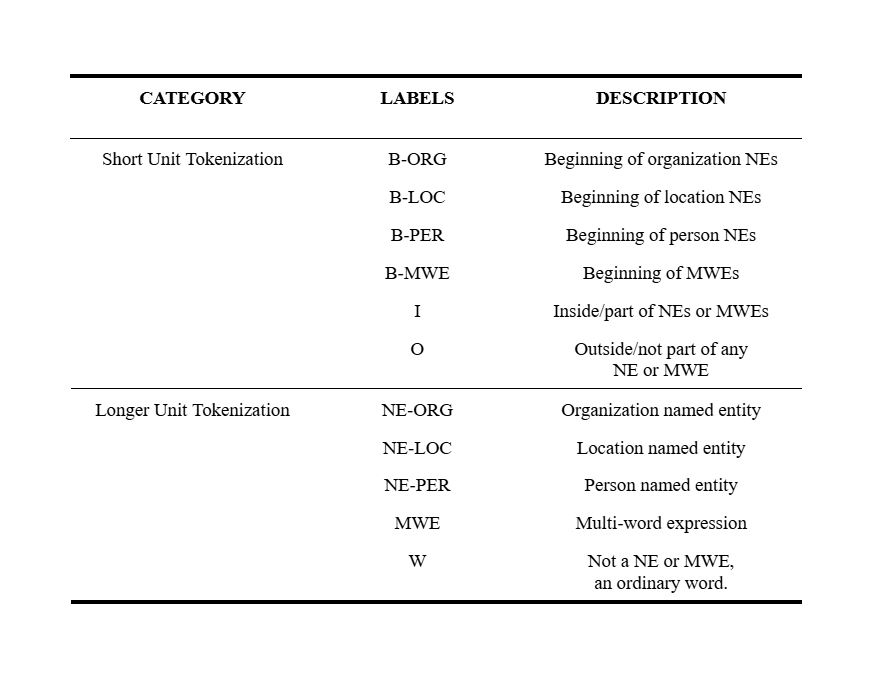 CATEGORY LABELS DESCRIPTION
Short Unit Tokenization B-ORG Beginning of organization NEs
B-LOC Beginning of location NEs
B-PER Beginning of person NEs
B-MWE Beginning of MWEs
I Inside/part of NEs or MWEs
O Outside/not part of any
NE or MWE
Longer Unit Tokenization NE-ORG Organization named entity
NE-LOC Location named entity
NE-PER Person named entity
MWE Multi-word expression
W Not a NE or MWE,
an ordinary word.